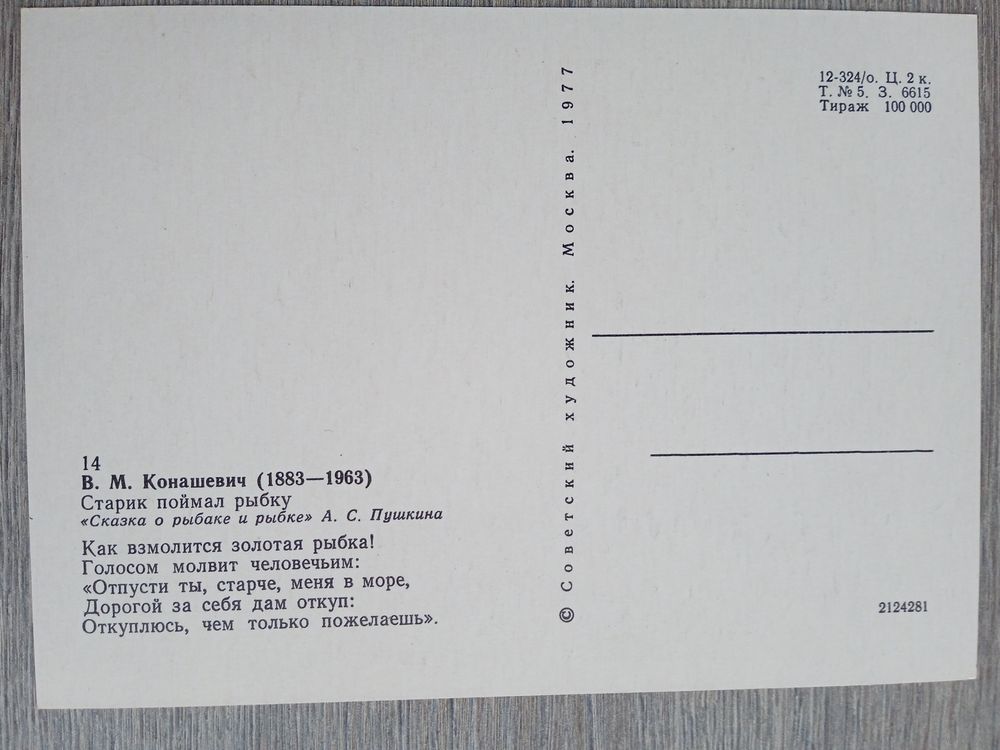 14
В. М. Конашевич (1883—1963)
Старик поймал рыбку
«Сказка о рыбаке и рыбке» А. С. Пушкина
Как взмолится золотая рыбка!
Голосом молвит человечьим:
«Отпусти ты, старче, меня в море,
Дорогой за себя дам откуп:
Откуплюсь, чем только пожелаешь».
© Советский художник. Москва. 1977
12-324/о. Ц. 2 к.
Т. № 5. З. 6615
Тираж 100 000
2124281